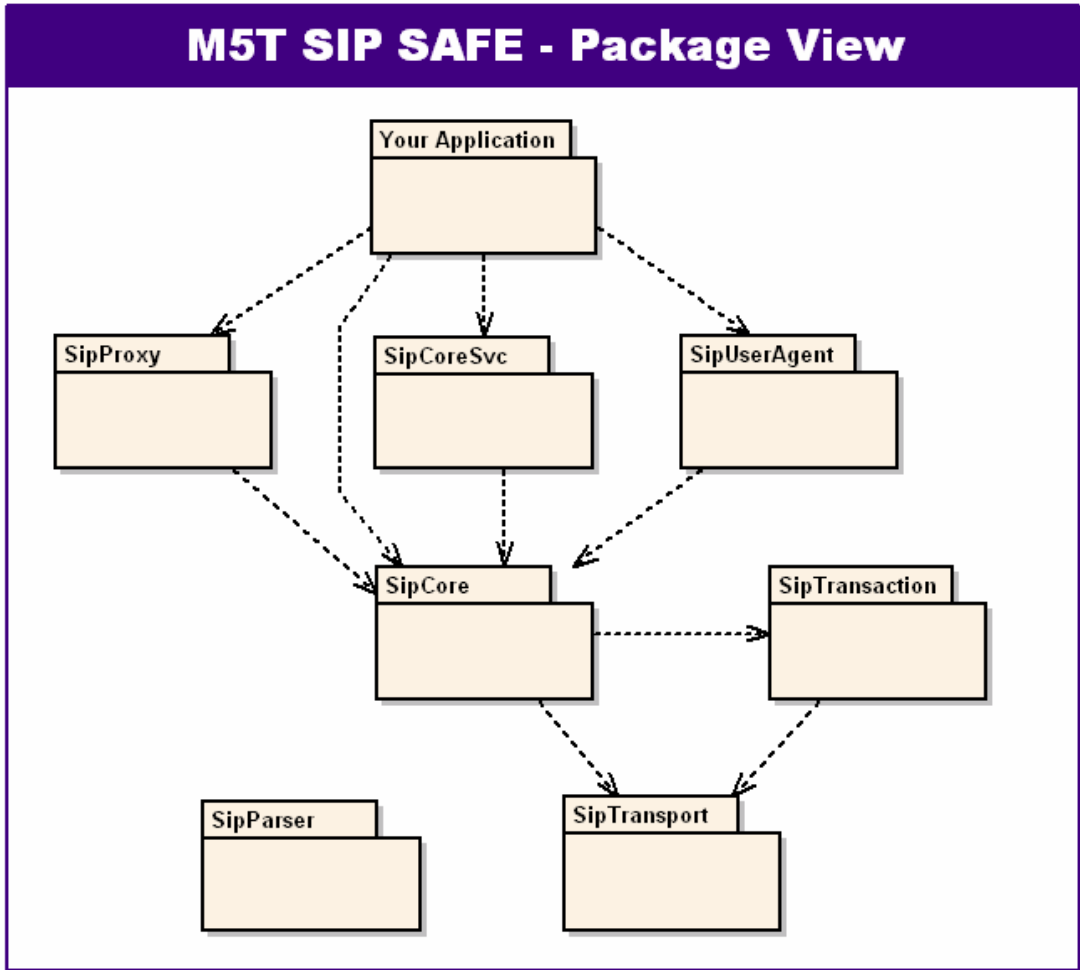 M5T SIP SAFE - Package View
Your Application
SipProxy
SipCoreSvc
SipUserAgent
SipCore
SipTransaction
SipParser
SipTransport